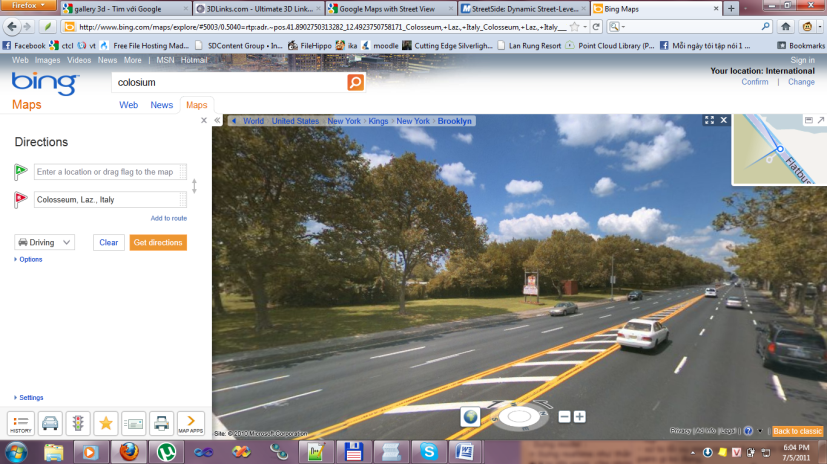 Firefox
gallery 3d - Tìm với Google
3DLinks.com - Ultimate 3D Link...
Google Maps with Street View
StreetSide: Dynamic Street-Leve...
Bing Maps
http://www.bing.com/maps/explore/#5003/0.5040=rtp:adr.~pos.41.8902750313282_12.4923750758171_Colosseum,+Laz.,+Italy_Colosseum,+Laz.,+Italy__
Facebook
ctcl
vt
Free File Hosting Mad...
SDContent Group • In...
FileHippo
ika
moodle
Cutting Edge Silverligh...
Lan Rung Resort
Point Cloud Library (P...
Mỗi ngày tôi tập nói 1 ...
Bookmarks
Web Images Videos News More | MSN Hotmail
Sign in
Your location: International
Confirm | Change
bing
Maps
colosium
Web News Maps
World United States New York Kings New York Brooklyn
Directions
Enter a location or drag flag to the map
Colosseum, Laz., Italy
Add to route
Driving
Clear
Get directions
Options
Flatbus
Settings
HISTORY
MAP APPS
Site: © 2010 Microsoft Corporation
Privacy | Ad Info | Legal |
Back to classic
6:04 PM
7/5/2011